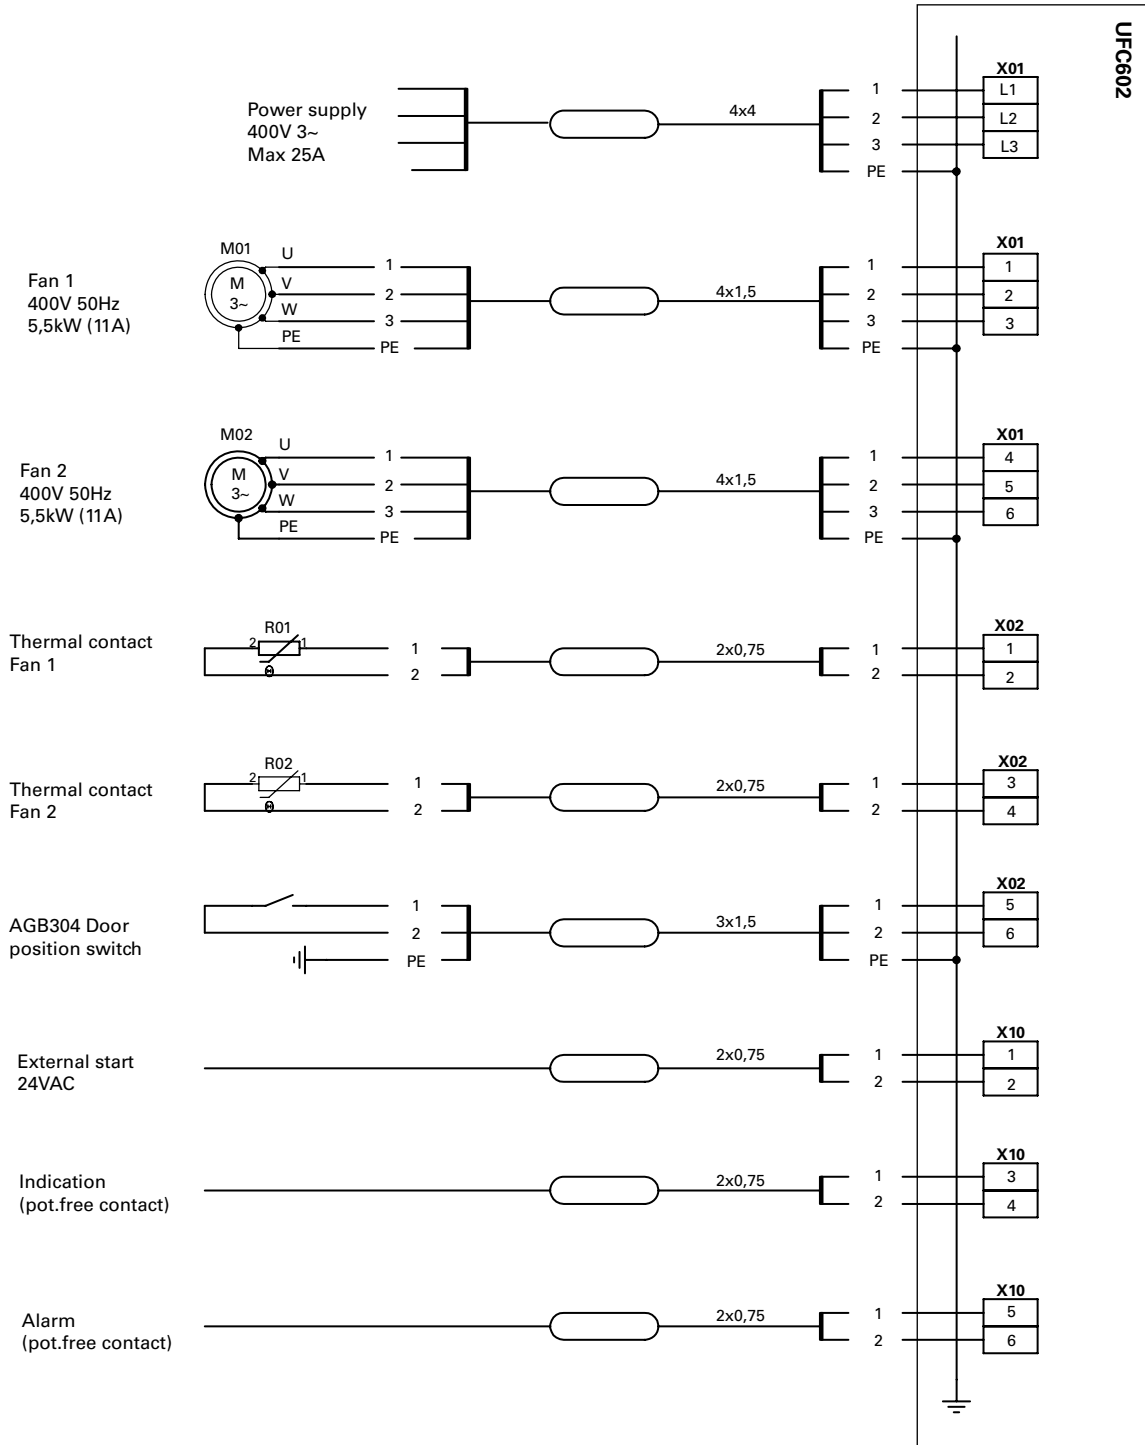 UFC602
Power supply
400V 3~
Max 25A
4x4
1
2
3
PE
X01
L1
L2
L3
Fan 1
400V 50Hz
5,5kW (11A)
M01
M
3~
U
V
W
PE
1
2
3
PE
4x1,5
1
2
3
PE
X01
1
2
3
Fan 2
400V 50Hz
5,5kW (11A)
M02
M
3~
U
V
W
PE
1
2
3
PE
4x1,5
1
2
3
PE
X01
4
5
6
Thermal contact
Fan 1
R01
2 1
θ
1
2
2x0,75
1
2
X02
1
2
Thermal contact
Fan 2
R02
2 1
θ
1
2
2x0,75
1
2
X02
3
4
AGB304 Door
position switch
1
2
PE
3x1,5
1
2
PE
X02
5
6
External start
24VAC
2x0,75
1
2
X10
1
2
Indication
(pot.free contact)
2x0,75
1
2
X10
3
4
Alarm
(pot.free contact)
2x0,75
1
2
X10
5
6